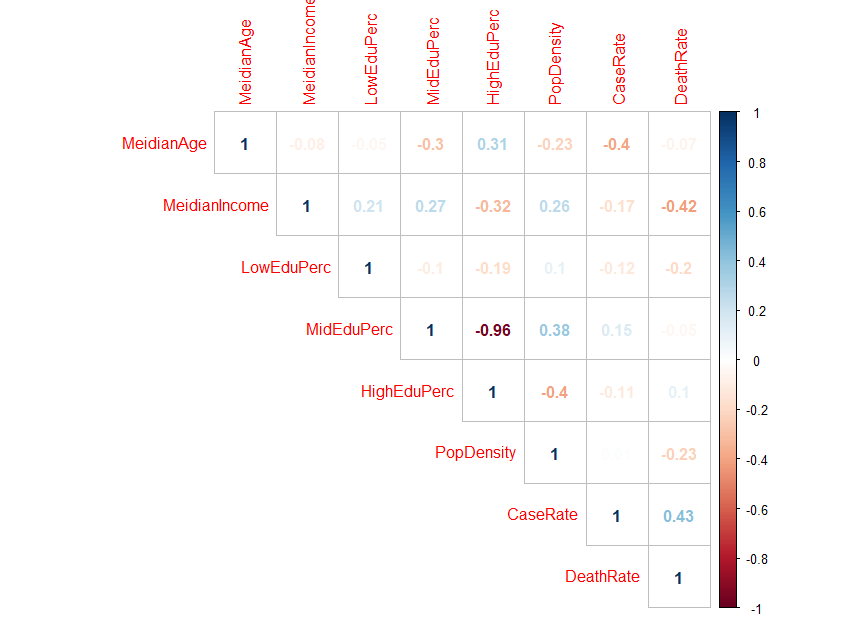 MeidianAge
MeidianIncome
LowEduPerc
MidEduPerc
HighEduPerc
PopDensity
CaseRate
DeathRate
MeidianAge 1 -0.08 -0.05 -0.3 0.31 -0.23 -0.4 -0.07
MeidianIncome 1 0.21 0.27 -0.32 0.26 -0.17 -0.42
LowEduPerc 1 -0.1 -0.19 0.1 -0.12 -0.2
MidEduPerc 1 -0.96 0.38 0.15 -0.05
HighEduPerc 1 -0.4 -0.11 0.1
PopDensity 1 -0.23
CaseRate 1 0.43
DeathRate 1
1
0.8
0.6
0.4
0.2
0
-0.2
-0.4
-0.6
-0.8
-1